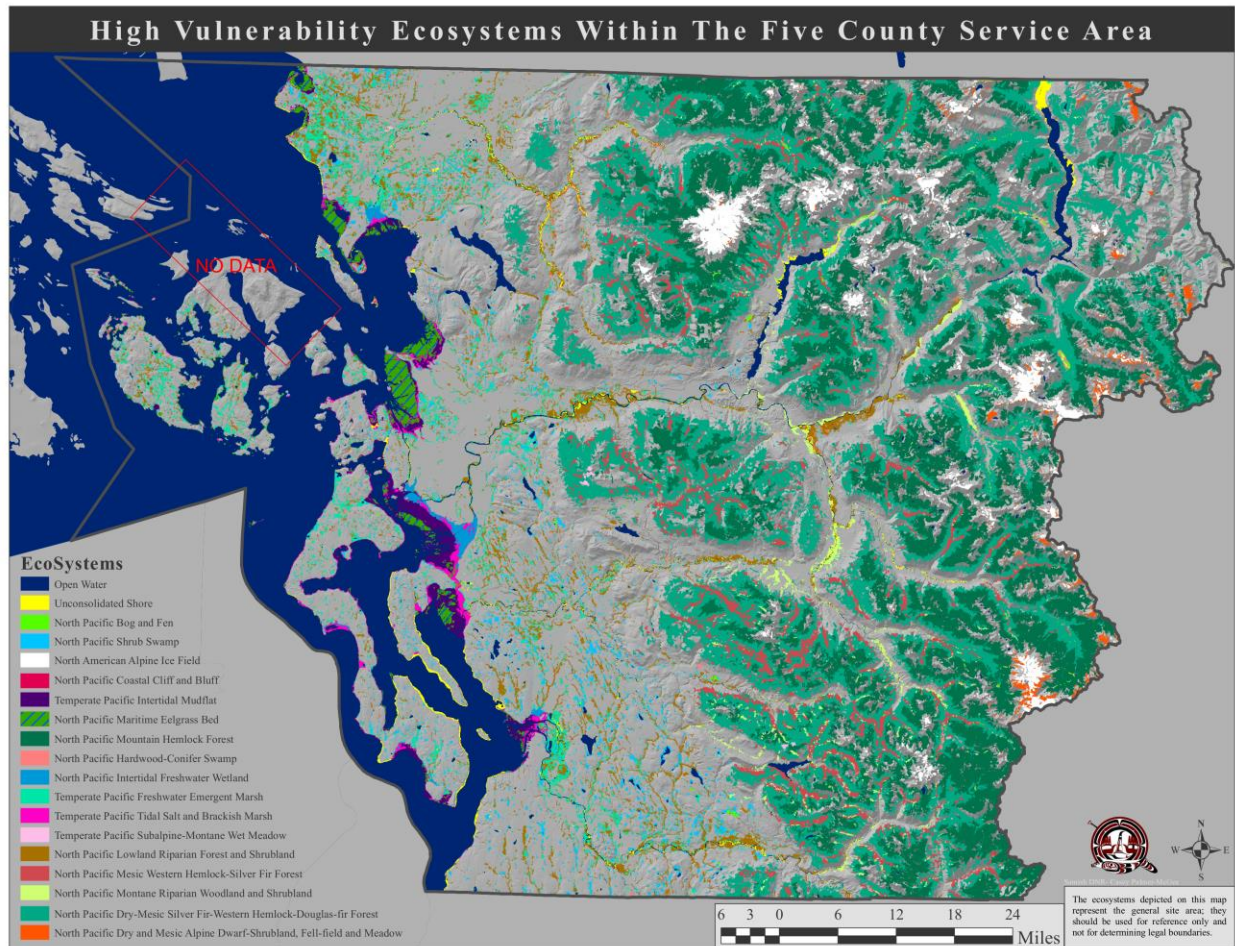 High Vulnerability Ecosystems Within The Five County Service Area
NO DATA
EcoSystems
Open Water
Unconsolidated Shore
North Pacific Bog and Fen
North Pacific Shrub Swamp
North American Alpine Ice Field
North Pacific Coastal Cliff and Bluff
Temperate Pacific Intertidal Mudflat
North Pacific Maritime Eelgrass Bed
North Pacific Mountain Hemlock Forest
North Pacific Hardwood-Conifer Swamp
North Pacific Intertidal Freshwater Wetland
Temperate Pacific Freshwater Emergent Marsh
Temperate Pacific Tidal Salt and Brackish Marsh
Temperate Pacific Subalpine-Montane Wet Meadow
North Pacific Lowland Riparian Forest and Shrubland
North Pacific Mesic Western Hemlock-Silver Fir Forest
North Pacific Montane Riparian Woodland and Shrubland
North Pacific Dry-Mesic Silver Fir-Western Hemlock-Douglas-fir Forest
North Pacific Dry and Mesic Alpine Dwarf-Shrubland, Fell-field and Meadow
6 3 0 6 12 18 24
Miles
N
W E
S
The ecosystems depicted on this map
represent the general site area; they
should be used for reference only and
not for determining legal boundaries.